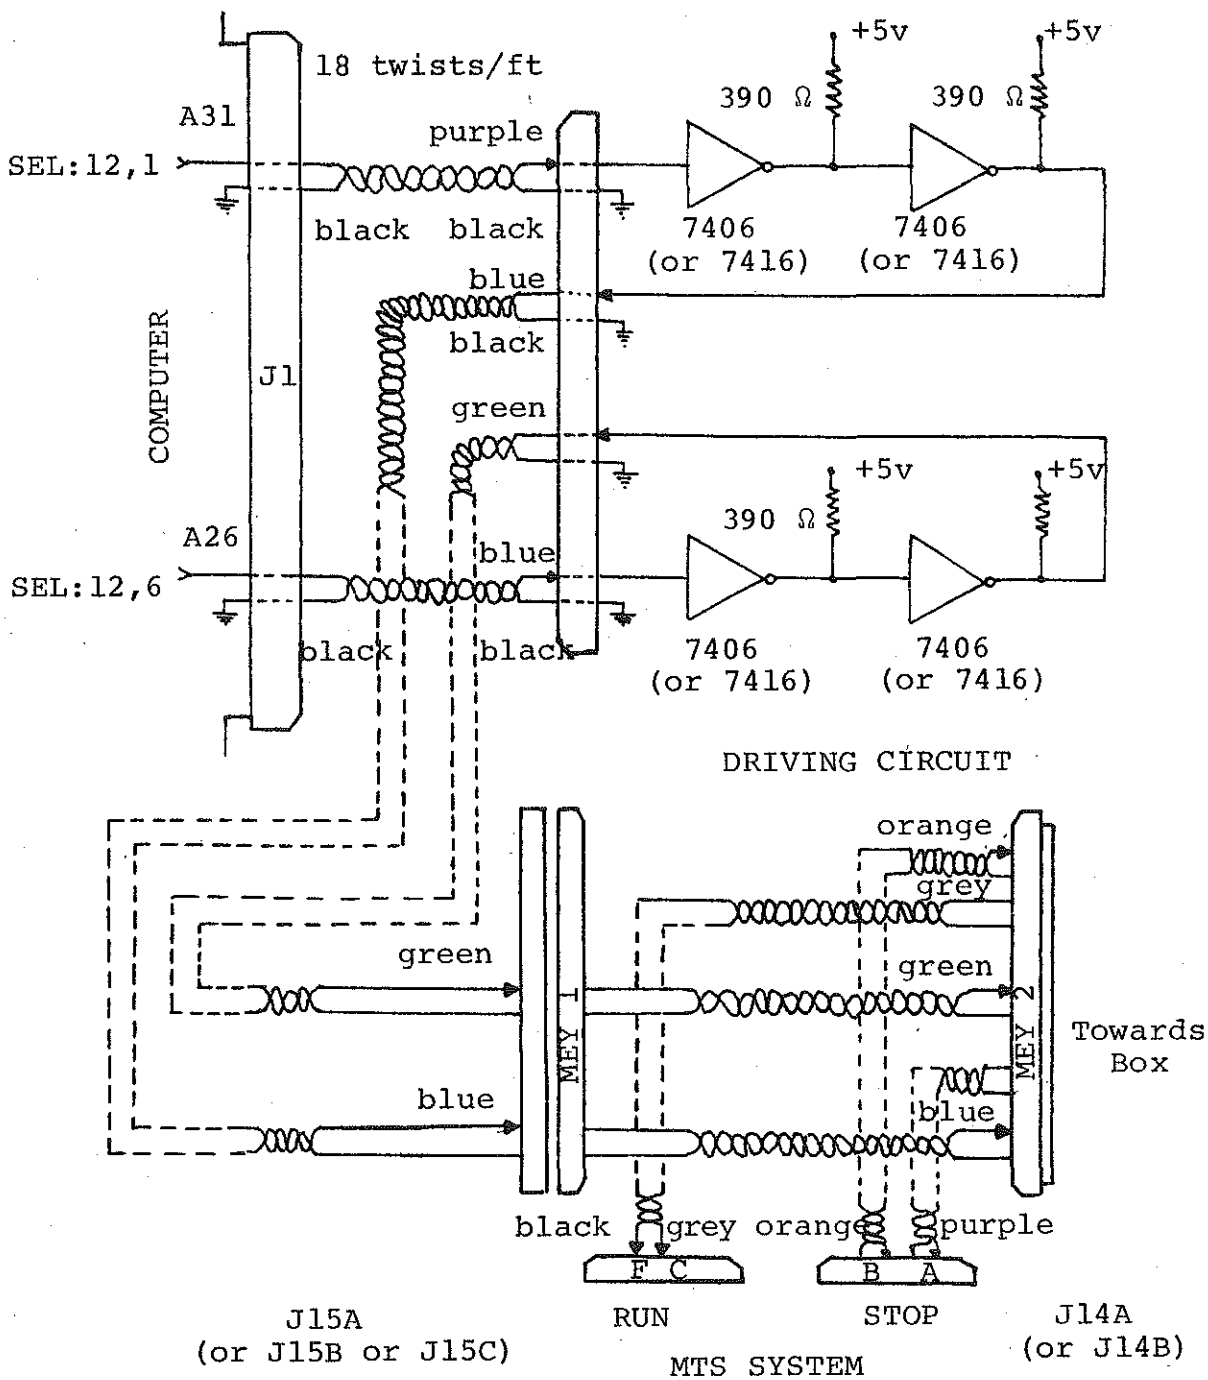 +5v
+5v
18 twists/ft
390 Ω
390 Ω
A31
purple
SEL:12,1
black
black
7406
(or 7416)
7406
(or 7416)
blue
black
COMPUTER
J1
green
+5v
+5v
390 Ω
A26
blue
SEL:12,6
black
black
7406
(or 7416)
7406
(or 7416)
DRIVING CIRCUIT
orange
grey
green
green
MEY 1
MEY 2
Towards
Box
blue
blue
black
grey
orange
purple
F C
B A
J15A
(or J15B or J15C)
RUN
STOP
J14A
(or J14B)
MTS SYSTEM